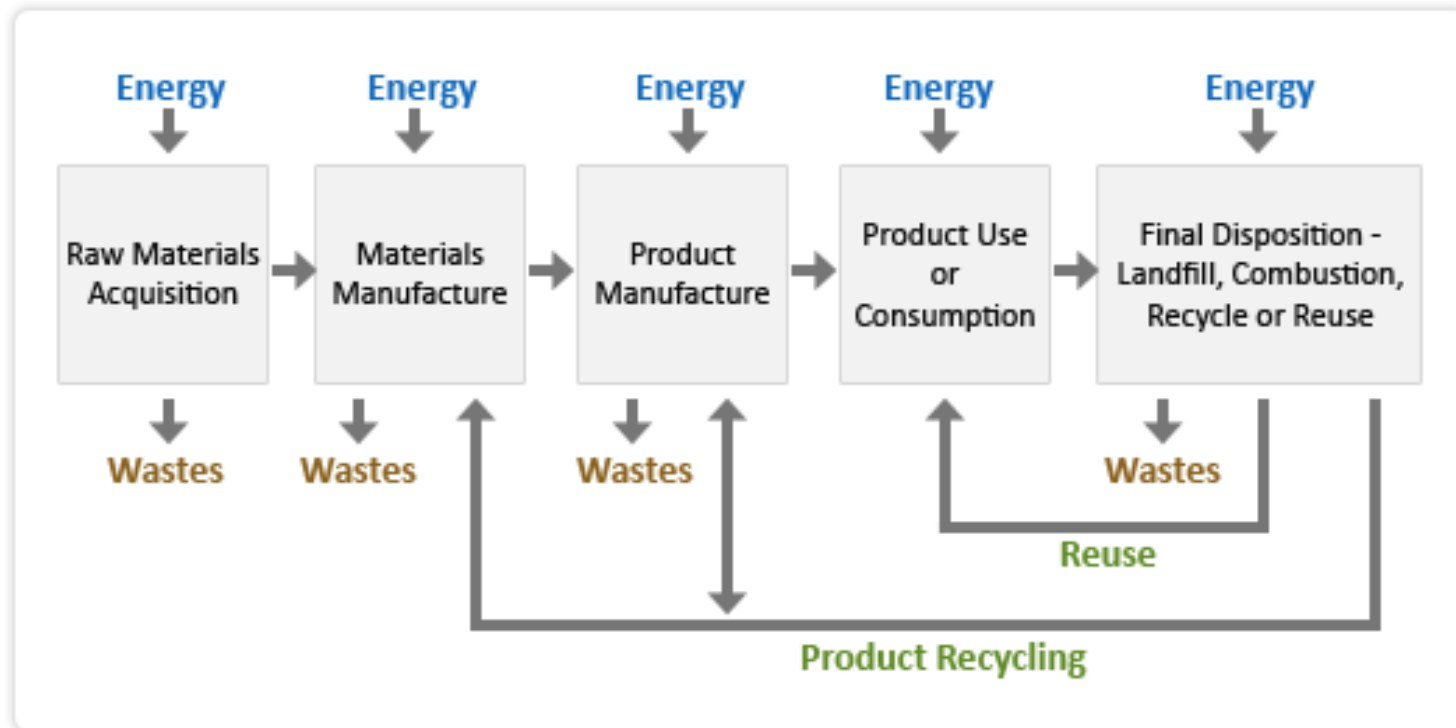 Energy
Energy
Energy
Energy
Energy
Raw Materials
Acquisition
Materials
Manufacture
Product
Manufacture
Product Use
or
Consumption
Final Disposition -
Landfill, Combustion,
Recycle or Reuse
Wastes
Wastes
Wastes
Wastes
Reuse
Product Recycling